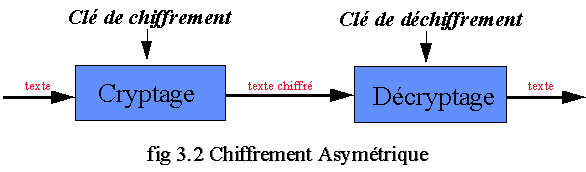 Clé de chiffrement
Clé de déchiffrement
texte
Cryptage
texte chiffré
Décryptage
texte
fig 3.2 Chiffrement Asymétrique